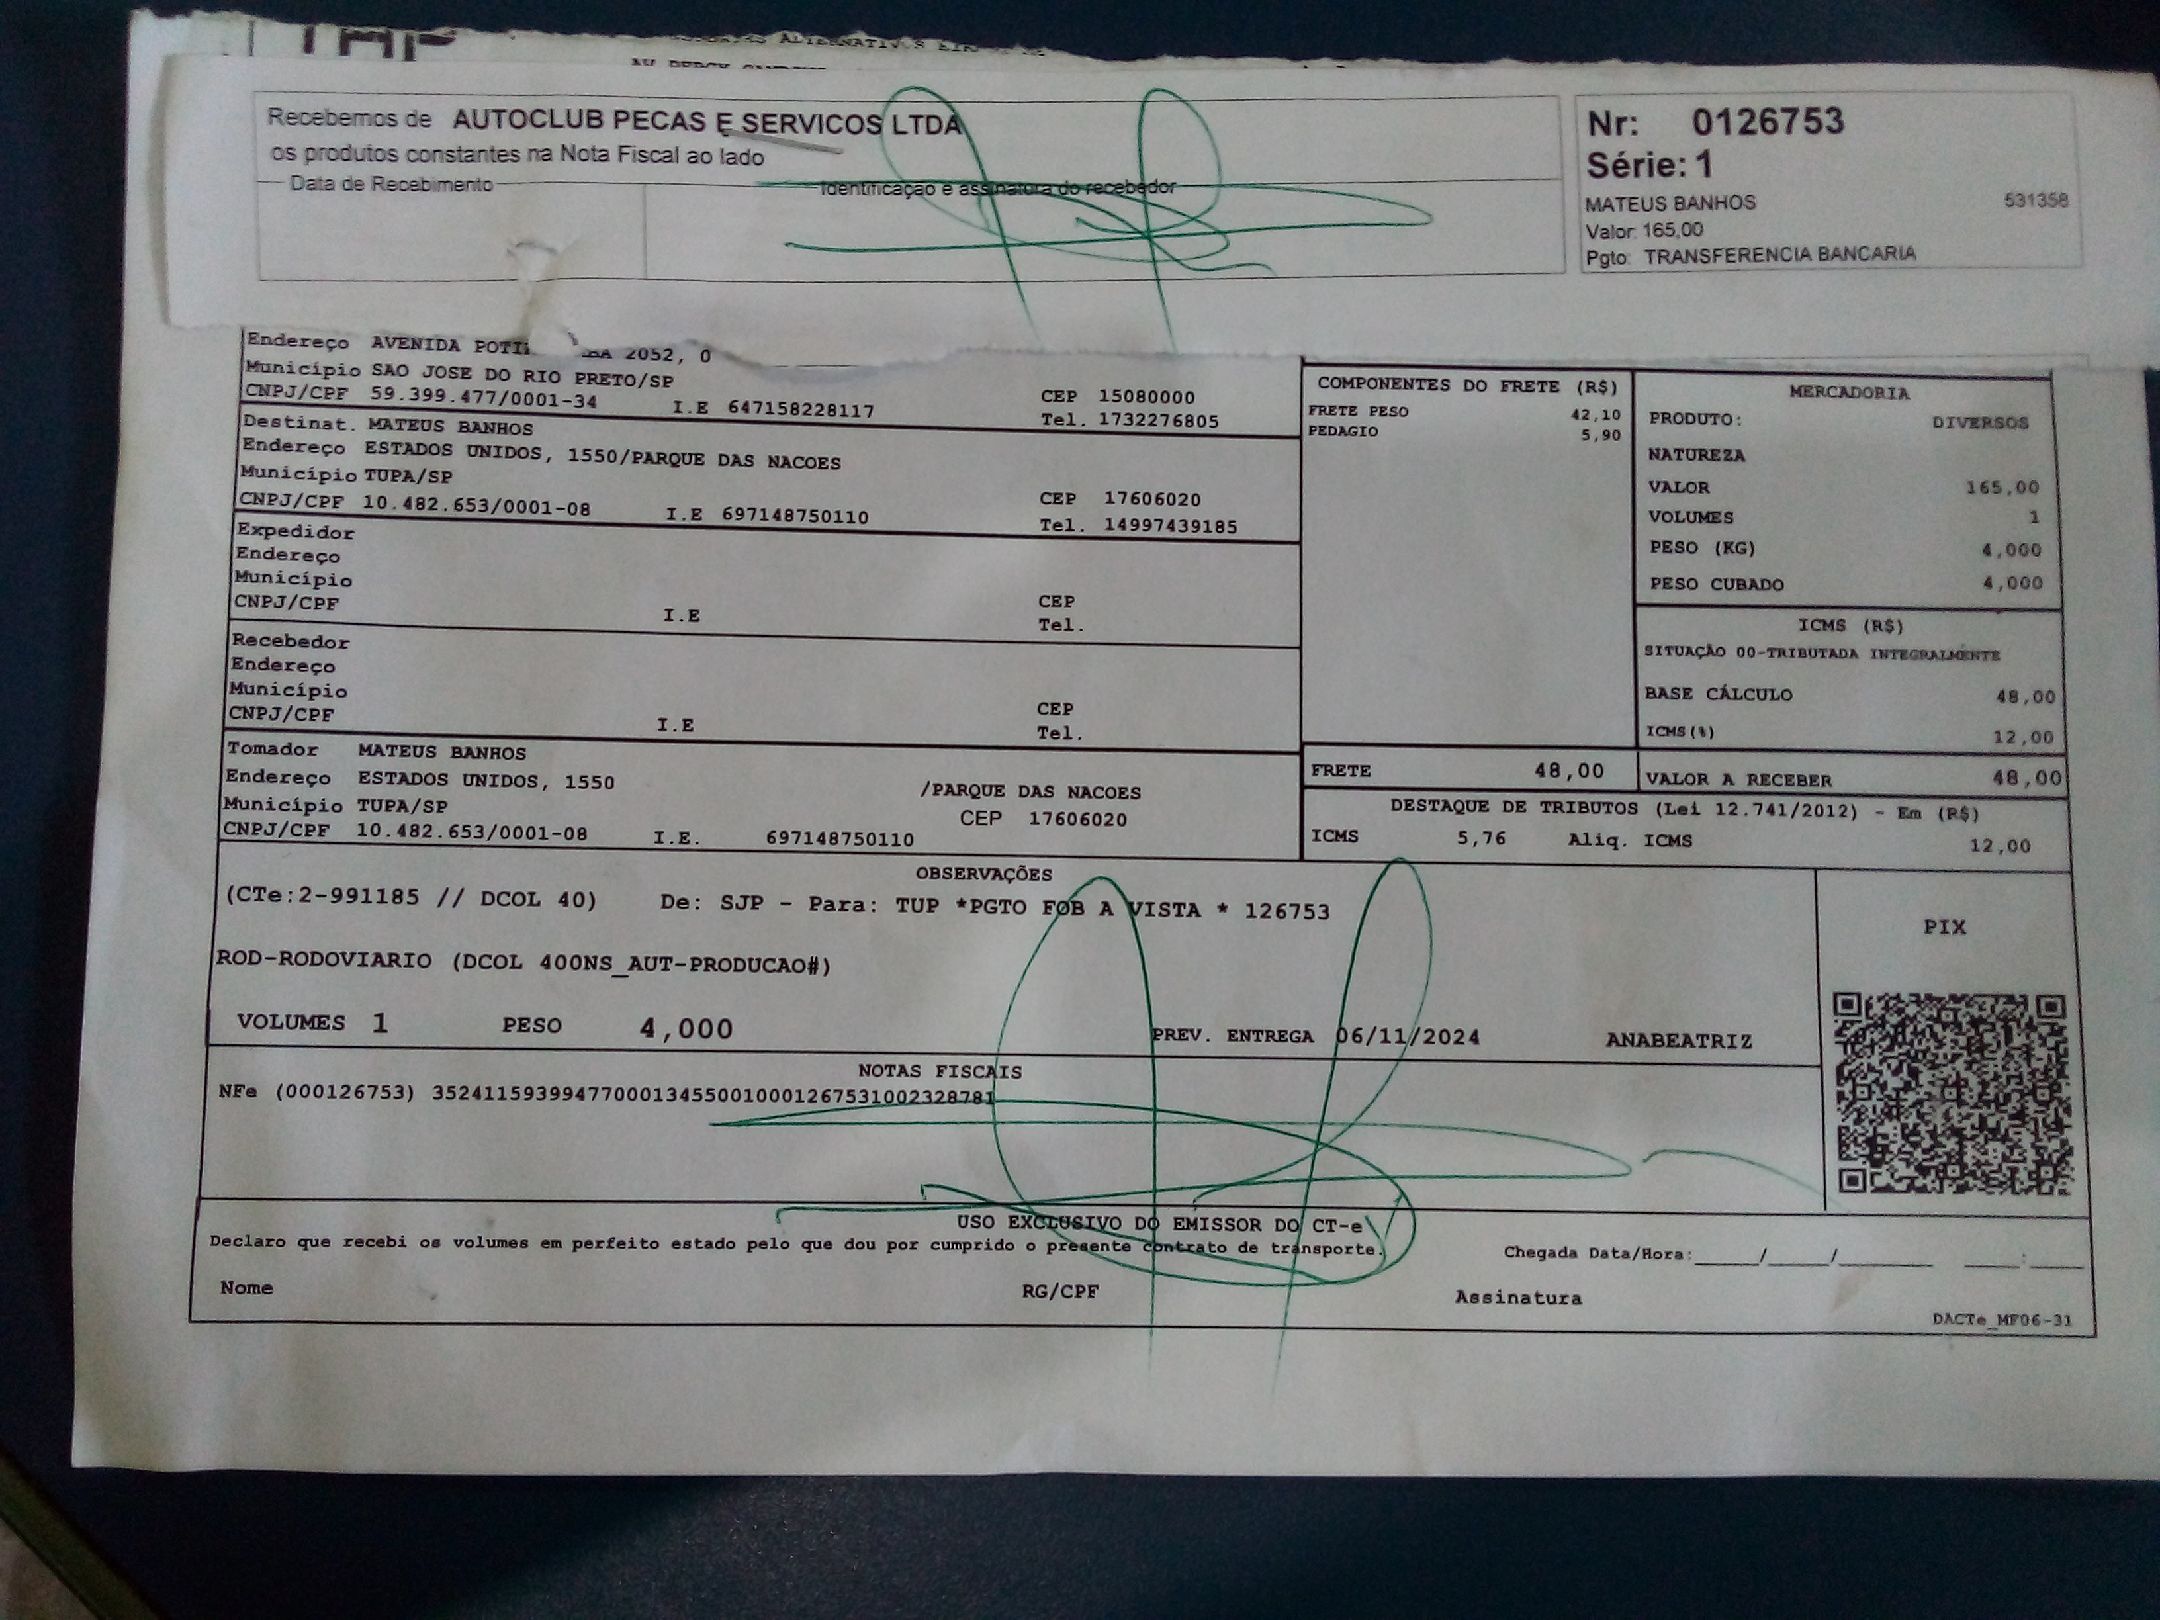 TAP
Recebemos de AUTOCLUB PECAS E SERVICOS LTDA
os produtos constantes na Nota Fiscal ao lado
Data de Recebimento
Identificação e assinatura do recebedor
Nr: 0126753
Série: 1
MATEUS BANHOS 531358
Valor: 165,00
Pgto: TRANSFERENCIA BANCARIA
Endereço AVENIDA 2052, 0
Município SAO JOSE DO RIO PRETO/SP
CNPJ/CPF 59.399.477/0001-34 I.E 647158228117
CEP 15080000
Tel. 1732276805
Destinat. MATEUS BANHOS
Endereço ESTADOS UNIDOS, 1550/PARQUE DAS NACOES
Município TUPA/SP
CNPJ/CPF 10.482.653/0001-08 I.E 697148750110
CEP 17606020
Tel. 14997439185
Expedidor
Endereço
Município
CNPJ/CPF I.E
CEP
Tel.
Recebedor
Endereço
Município
CNPJ/CPF I.E
CEP
Tel.
Tomador MATEUS BANHOS
Endereço ESTADOS UNIDOS, 1550 /PARQUE DAS NACOES
Município TUPA/SP CEP 17606020
CNPJ/CPF 10.482.653/0001-08 I.E. 697148750110
COMPONENTES DO FRETE (R$)
FRETE PESO 42,10
PEDAGIO 5,90
MERCADORIA
PRODUTO: DIVERSOS
NATUREZA
VALOR 165,00
VOLUMES 1
PESO (KG) 4,000
PESO CUBADO 4,000
ICMS (R$)
SITUAÇÃO 00-TRIBUTADA INTEGRALMENTE
BASE CÁLCULO 48,00
ICMS(%) 12,00
FRETE 48,00
VALOR A RECEBER 48,00
DESTAQUE DE TRIBUTOS (Lei 12.741/2012) - Em (R$)
ICMS 5,76 Aliq. ICMS 12,00
OBSERVAÇÕES
(CTe:2-991185 // DCOL 40) De: SJP - Para: TUP *PGTO FOB A VISTA * 126753
ROD-RODOVIARIO (DCOL 400NS_AUT-PRODUCAO#)
PIX
VOLUMES 1 PESO 4,000 PREV. ENTREGA 06/11/2024 ANABEATRIZ
NOTAS FISCAIS
NFe (000126753) 35241159399477000134550010001267531002328781
USO EXCLUSIVO DO EMISSOR DO CT-e
Declaro que recebi os volumes em perfeito estado pelo que dou por cumprido o presente contrato de transporte.
Chegada Data/Hora:_____/_____/________ _____:_____
Nome RG/CPF Assinatura
DACTe_MF06-31